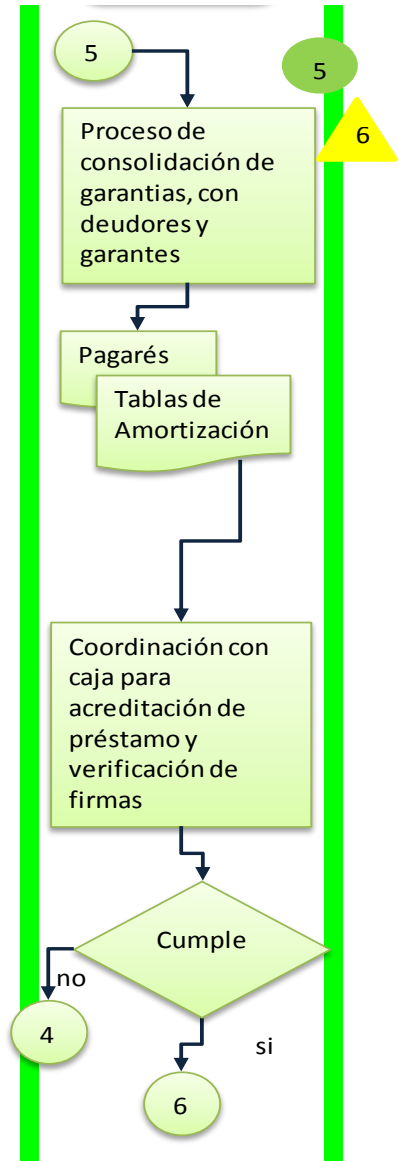 5
5
6
Proceso de
consolidación de
garantias, con
deudores y
garantes
Pagarés
Tablas de
Amortización
Coordinación con
caja para
acreditación de
préstamo y
verificación de
firmas
Cumple
no
4
si
6